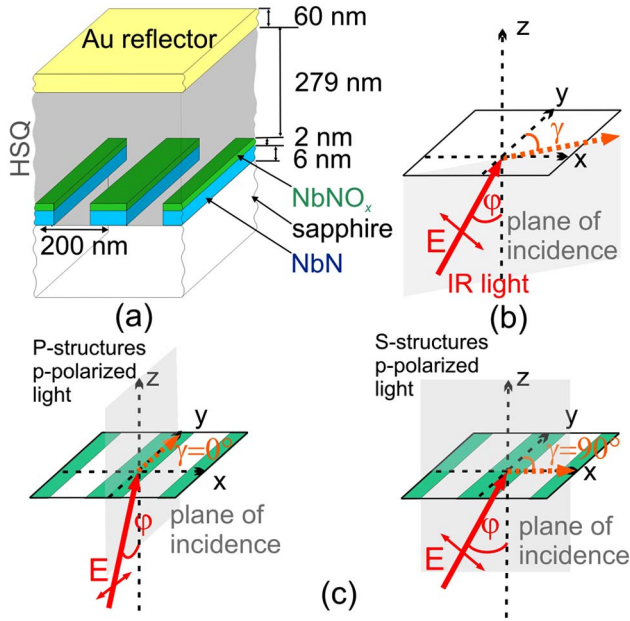 60 nm
Au reflector
279 nm
HSQ
2 nm
6 nm
NbNOₓ
sapphire
200 nm
NbN
(a)
z
y
γ
x
φ
E
plane of
incidence
IR light
(b)
P-structures
p-polarized
light
z
y
γ=0°
x
φ
plane of
incidence
E
S-structures
p-polarized
light
z
y
γ=90°
x
φ
E
plane of
incidence
(c)